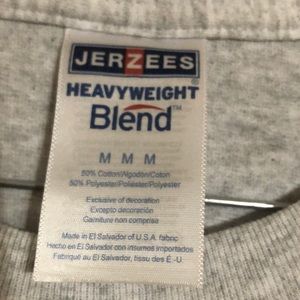 JERZEES
HEAVYWEIGHT
Blend™
M M M
50% Cotton/Algodón/Coton
50% Polyester/Poliéster/Polyester
Exclusive of decoration
Excepto decoración
Garniture non comprise
Made in El Salvador of U.S.A. fabric
Hecho en El Salvador con insumos importados
Fabriqué au El Salvador, tissu des É.-U.